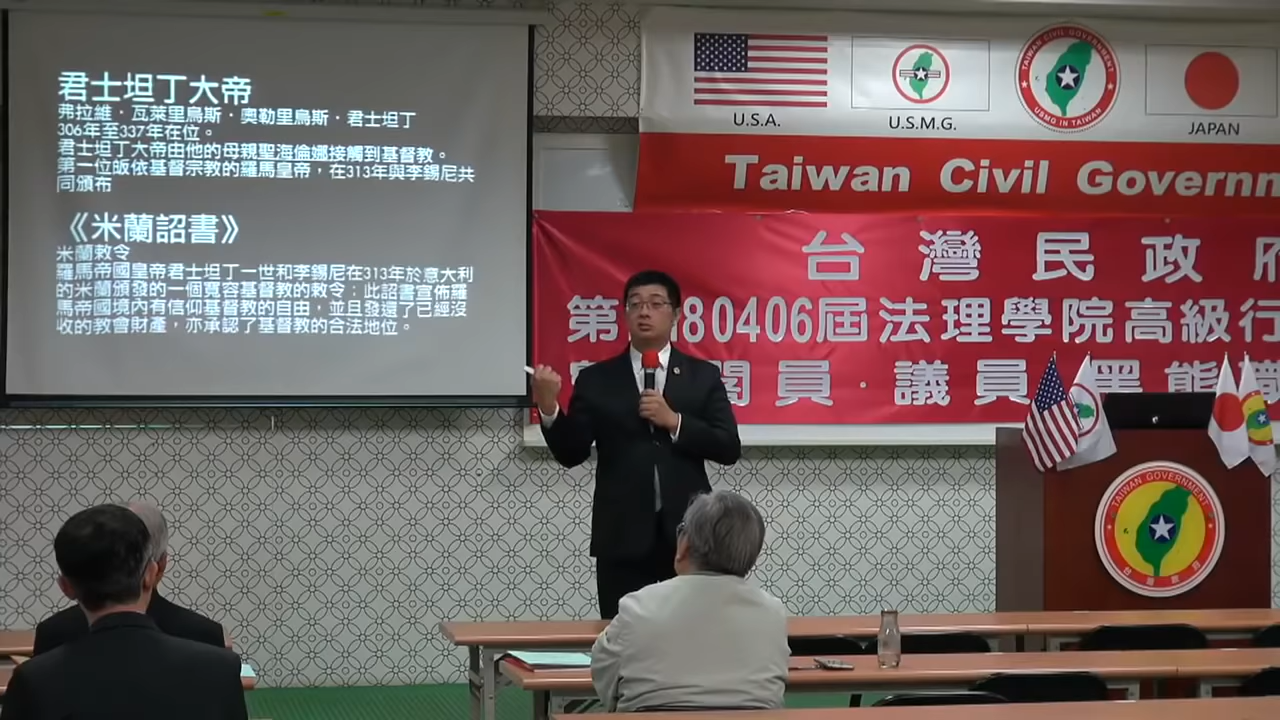 君士坦丁大帝
弗拉維·瓦萊里烏斯·奧勒里烏斯·君士坦丁
306年至337年在位。
君士坦丁大帝由他的母親聖海倫娜接觸到基督教。
第一位皈依基督宗教的羅馬皇帝，在313年與李錫尼共
同頒布
《米蘭詔書》
米蘭敕令
羅馬帝國皇帝君士坦丁一世和李錫尼在313年於意大利
的米蘭頒發的一個寬容基督教的敕令；此詔書宣佈羅
馬帝國境內有信仰基督教的自由，並且發還了已經沒
收的教會財產，亦承認了基督教的合法地位。
U.S.A.
U.S.M.G.
TAIWAN CIVIL GOVERNMENT
USMG IN TAIWAN
JAPAN
Taiwan Civil Governm
台灣民政府
第 180406屆法理學院高級行
閣員·議員 黑熊職
TAIWAN GOVERNMENT
台灣政府